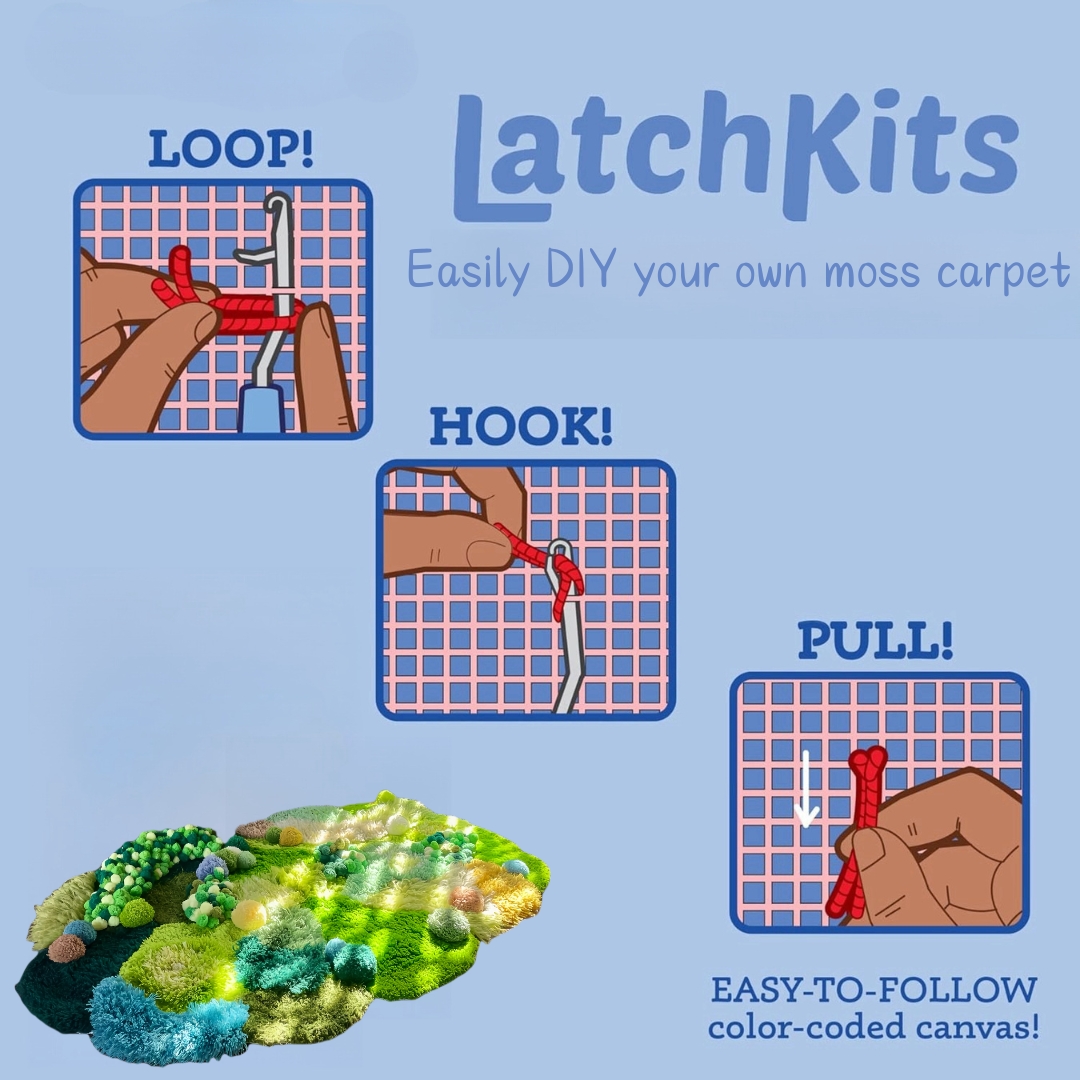 LatchKits
Easily DIY your own moss carpet
LOOP!
HOOK!
PULL!
EASY-TO-FOLLOW
color-coded canvas!